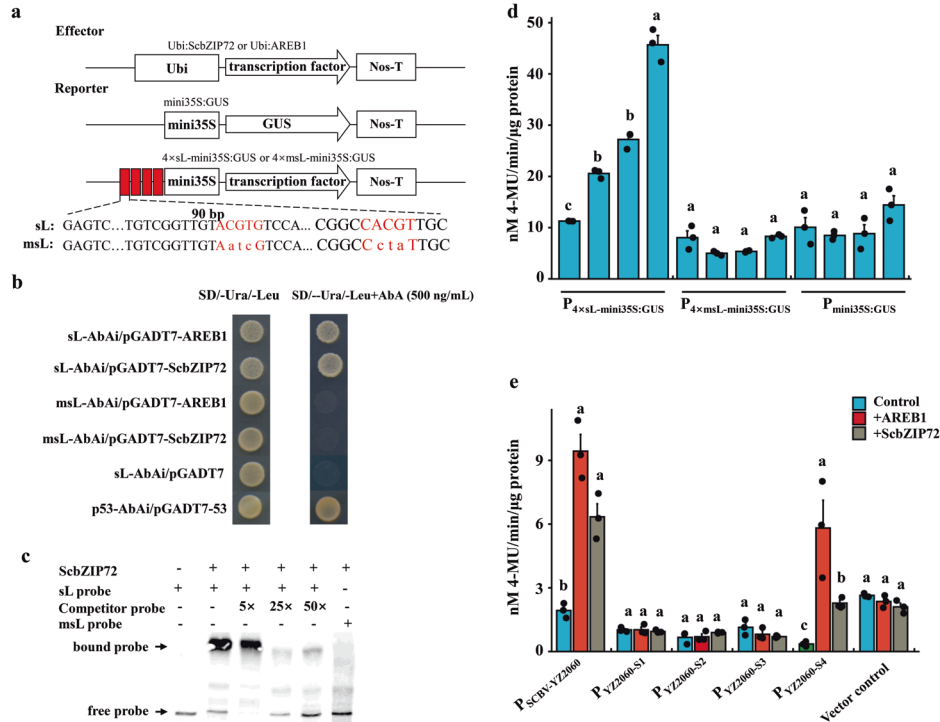 a
Effector
Ubi:ScbZIP72 or Ubi:AREB1
Ubi transcription factor Nos-T
Reporter
mini35S:GUS
mini35S GUS Nos-T
4×sL-mini35S:GUS or 4×msL-mini35S:GUS
mini35S transcription factor Nos-T
90 bp
sL: GAGTC...TGTCGGTTGTACGTGTCCA... CGGCCACGTTGC
msL: GAGTC...TGTCGGTTGTAatcGTCCA... CGGCCctaTTGC
b
SD/-Ura/-Leu SD/--Ura/-Leu+AbA (500 ng/mL)
sL-AbAi/pGADT7-AREB1
sL-AbAi/pGADT7-ScbZIP72
msL-AbAi/pGADT7-AREB1
msL-AbAi/pGADT7-ScbZIP72
sL-AbAi/pGADT7
p53-AbAi/pGADT7-53
c
ScbZIP72 - + + + + +
sL probe + + + + + -
Competitor probe - - 5× 25× 50× -
msL probe - - - - - +
bound probe
free probe
d
nM 4-MU/min/µg protein
50
40
30
20
10
0
c b b a a a a a a a a a
P4×sL-mini35S:GUS P4×msL-mini35S:GUS Pmini35S:GUS
e
Control
+AREB1
+ScbZIP72
nM 4-MU/min/µg protein
9
6
3
0
b a a a a a a a a a a a c a b a a a
PSCBV-YZ2060 PYZ2060-S1 PYZ2060-S2 PYZ2060-S3 PYZ2060-S4 Vector control